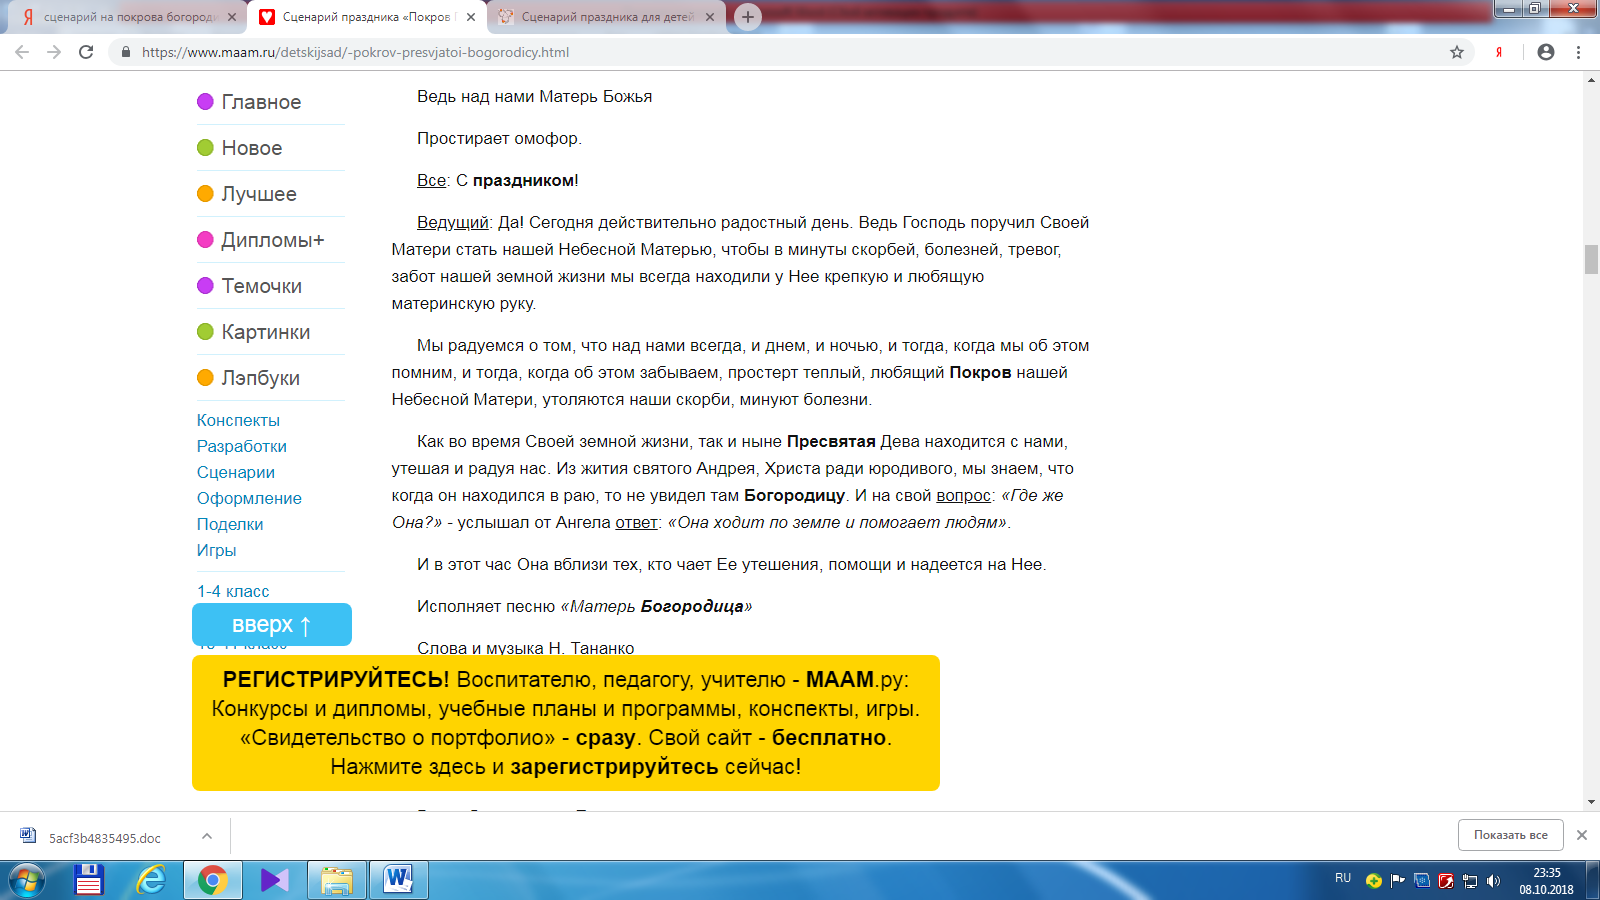 сценарий на покрова богороди
Сценарий праздника «Покров
Сценарий праздника для детей
https://www.maam.ru/detskijsad/-pokrov-presvjatoi-bogorodicy.html
Главное
Новое
Лучшее
Дипломы+
Темочки
Картинки
Лэпбуки
Конспекты
Разработки
Сценарии
Оформление
Поделки
Игры
1-4 класс
вверх ↑
Ведь над нами Матерь Божья
Простирает омофор.
Все: С праздником!
Ведущий: Да! Сегодня действительно радостный день. Ведь Господь поручил Своей
Матери стать нашей Небесной Матерью, чтобы в минуты скорбей, болезней, тревог,
забот нашей земной жизни мы всегда находили у Нее крепкую и любящую
материнскую руку.
Мы радуемся о том, что над нами всегда, и днем, и ночью, и тогда, когда мы об этом
помним, и тогда, когда об этом забываем, простерт теплый, любящий Покров нашей
Небесной Матери, утоляются наши скорби, минуют болезни.
Как во время Своей земной жизни, так и ныне Пресвятая Дева находится с нами,
утешая и радуя нас. Из жития святого Андрея, Христа ради юродивого, мы знаем, что
когда он находился в раю, то не увидел там Богородицу. И на свой вопрос: «Где же
Она?» - услышал от Ангела ответ: «Она ходит по земле и помогает людям».
И в этот час Она вблизи тех, кто чает Ее утешения, помощи и надеется на Нее.
Исполняет песню «Матерь Богородица»
Слова и музыка Н. Тананко
РЕГИСТРИРУЙТЕСЬ! Воспитателю, педагогу, учителю - МААМ.ру:
Конкурсы и дипломы, учебные планы и программы, конспекты, игры.
«Свидетельство о портфолио» - сразу. Свой сайт - бесплатно.
Нажмите здесь и зарегистрируйтесь сейчас!
5acf3b4835495.doc
Показать все
RU
23:35
08.10.2018